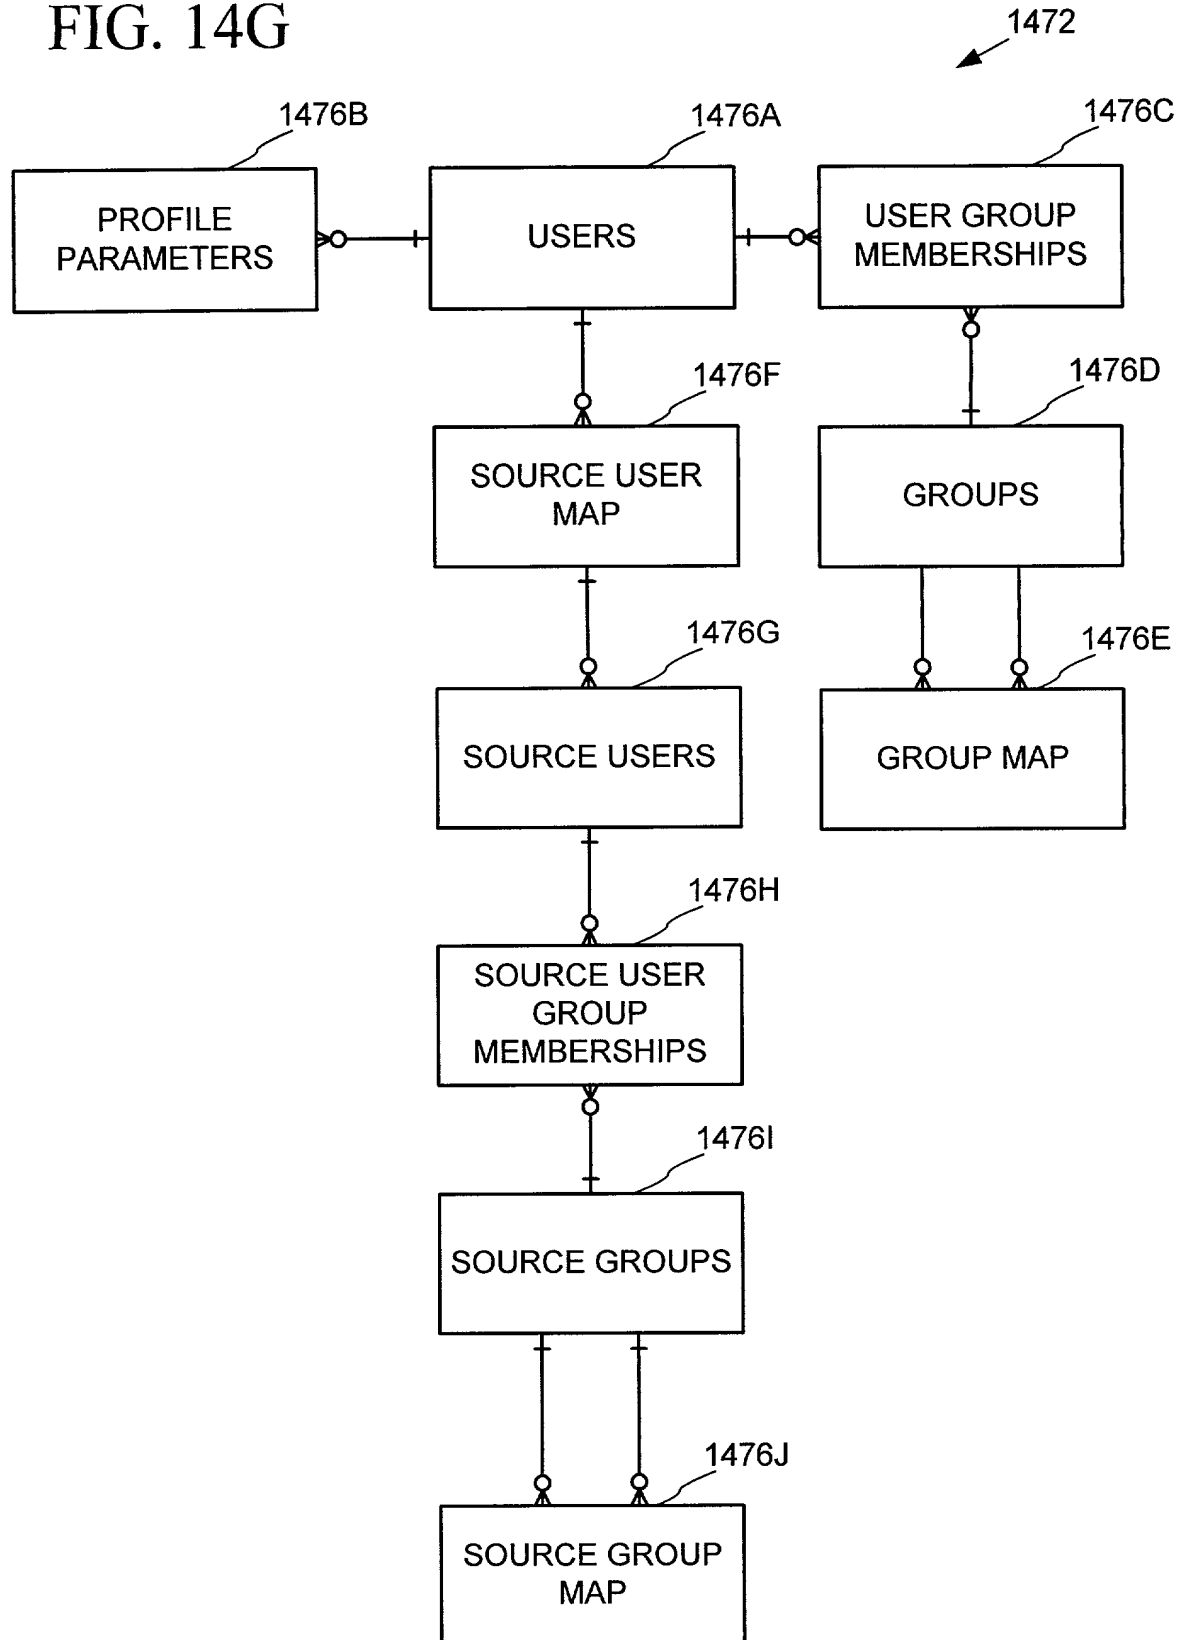 FIG. 14G
1472
1476B
1476A
1476C
PROFILE
PARAMETERS
USERS
USER GROUP
MEMBERSHIPS
1476F
1476D
SOURCE USER
MAP
GROUPS
1476G
1476E
SOURCE USERS
GROUP MAP
1476H
SOURCE USER
GROUP
MEMBERSHIPS
1476I
SOURCE GROUPS
1476J
SOURCE GROUP
MAP